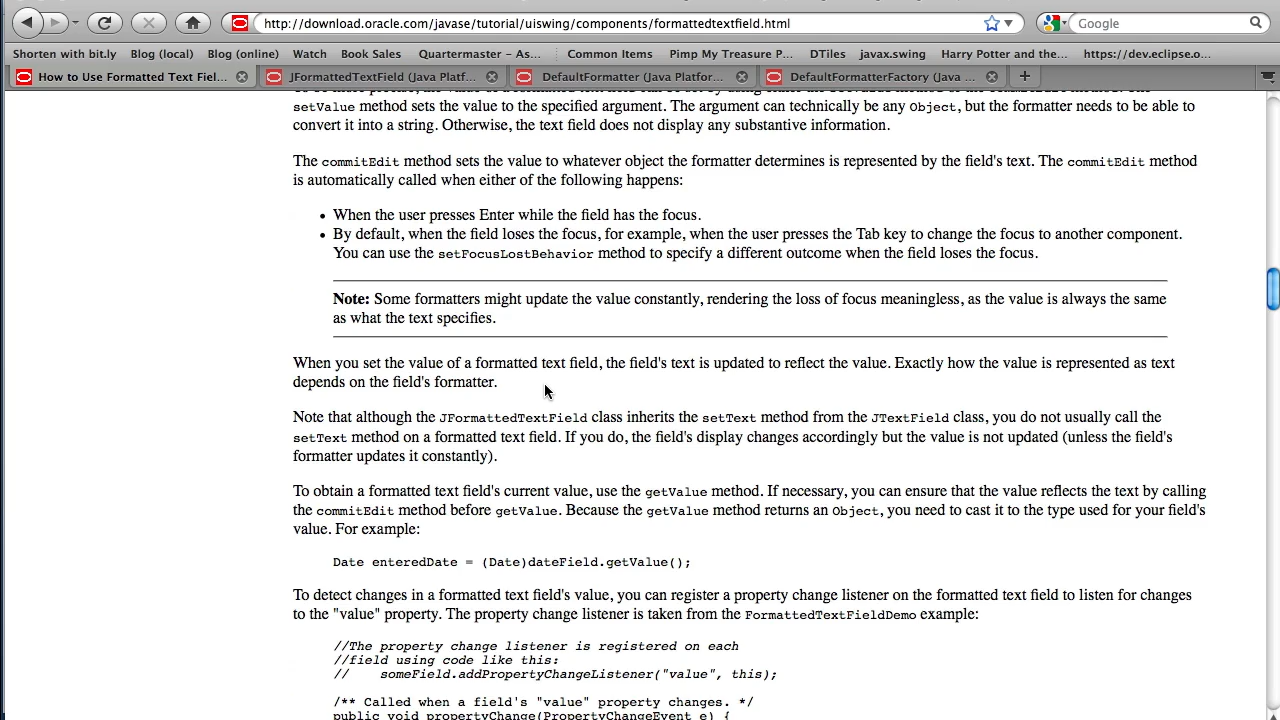 http://download.oracle.com/javase/tutorial/uiswing/components/formattedtextfield.html
Google
Shorten with bit.ly Blog (local) Blog (online) Watch Book Sales Quartermaster - As... Common Items Pimp My Treasure P... DTiles javax.swing Harry Potter and the... https://dev.eclipse.o...
How to Use Formatted Text Fiel... JFormattedTextField (Java Platf... DefaultFormatter (Java Platfor... DefaultFormatterFactory (Java ...
setValue method sets the value to the specified argument. The argument can technically be any Object, but the formatter needs to be able to
convert it into a string. Otherwise, the text field does not display any substantive information.
The commitEdit method sets the value to whatever object the formatter determines is represented by the field's text. The commitEdit method
is automatically called when either of the following happens:
• When the user presses Enter while the field has the focus.
• By default, when the field loses the focus, for example, when the user presses the Tab key to change the focus to another component.
You can use the setFocusLostBehavior method to specify a different outcome when the field loses the focus.
Note: Some formatters might update the value constantly, rendering the loss of focus meaningless, as the value is always the same
as what the text specifies.
When you set the value of a formatted text field, the field's text is updated to reflect the value. Exactly how the value is represented as text
depends on the field's formatter.
Note that although the JFormattedTextField class inherits the setText method from the JTextField class, you do not usually call the
setText method on a formatted text field. If you do, the field's display changes accordingly but the value is not updated (unless the field's
formatter updates it constantly).
To obtain a formatted text field's current value, use the getValue method. If necessary, you can ensure that the value reflects the text by calling
the commitEdit method before getValue. Because the getValue method returns an Object, you need to cast it to the type used for your field's
value. For example:
Date enteredDate = (Date)dateField.getValue();
To detect changes in a formatted text field's value, you can register a property change listener on the formatted text field to listen for changes
to the "value" property. The property change listener is taken from the FormattedTextFieldDemo example:
//The property change listener is registered on each
//field using code like this:
// someField.addPropertyChangeListener("value", this);
/** Called when a field's "value" property changes. */
public void propertyChange(PropertyChangeEvent e) {